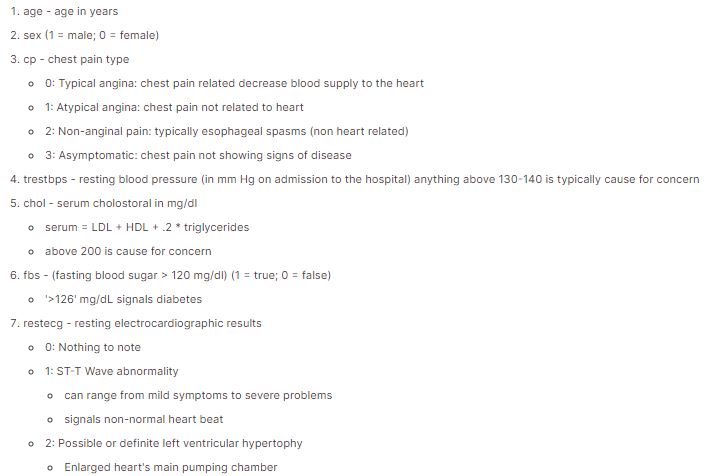 1. age - age in years
2. sex (1 = male; 0 = female)
3. cp - chest pain type
0: Typical angina: chest pain related decrease blood supply to the heart
1: Atypical angina: chest pain not related to heart
2: Non-anginal pain: typically esophageal spasms (non heart related)
3: Asymptomatic: chest pain not showing signs of disease
4. trestbps - resting blood pressure (in mm Hg on admission to the hospital) anything above 130-140 is typically cause for concern
5. chol - serum cholostoral in mg/dl
serum = LDL + HDL + .2 * triglycerides
above 200 is cause for concern
6. fbs - (fasting blood sugar > 120 mg/dl) (1 = true; 0 = false)
'>126' mg/dL signals diabetes
7. restecg - resting electrocardiographic results
0: Nothing to note
1: ST-T Wave abnormality
can range from mild symptoms to severe problems
signals non-normal heart beat
2: Possible or definite left ventricular hypertophy
Enlarged heart's main pumping chamber